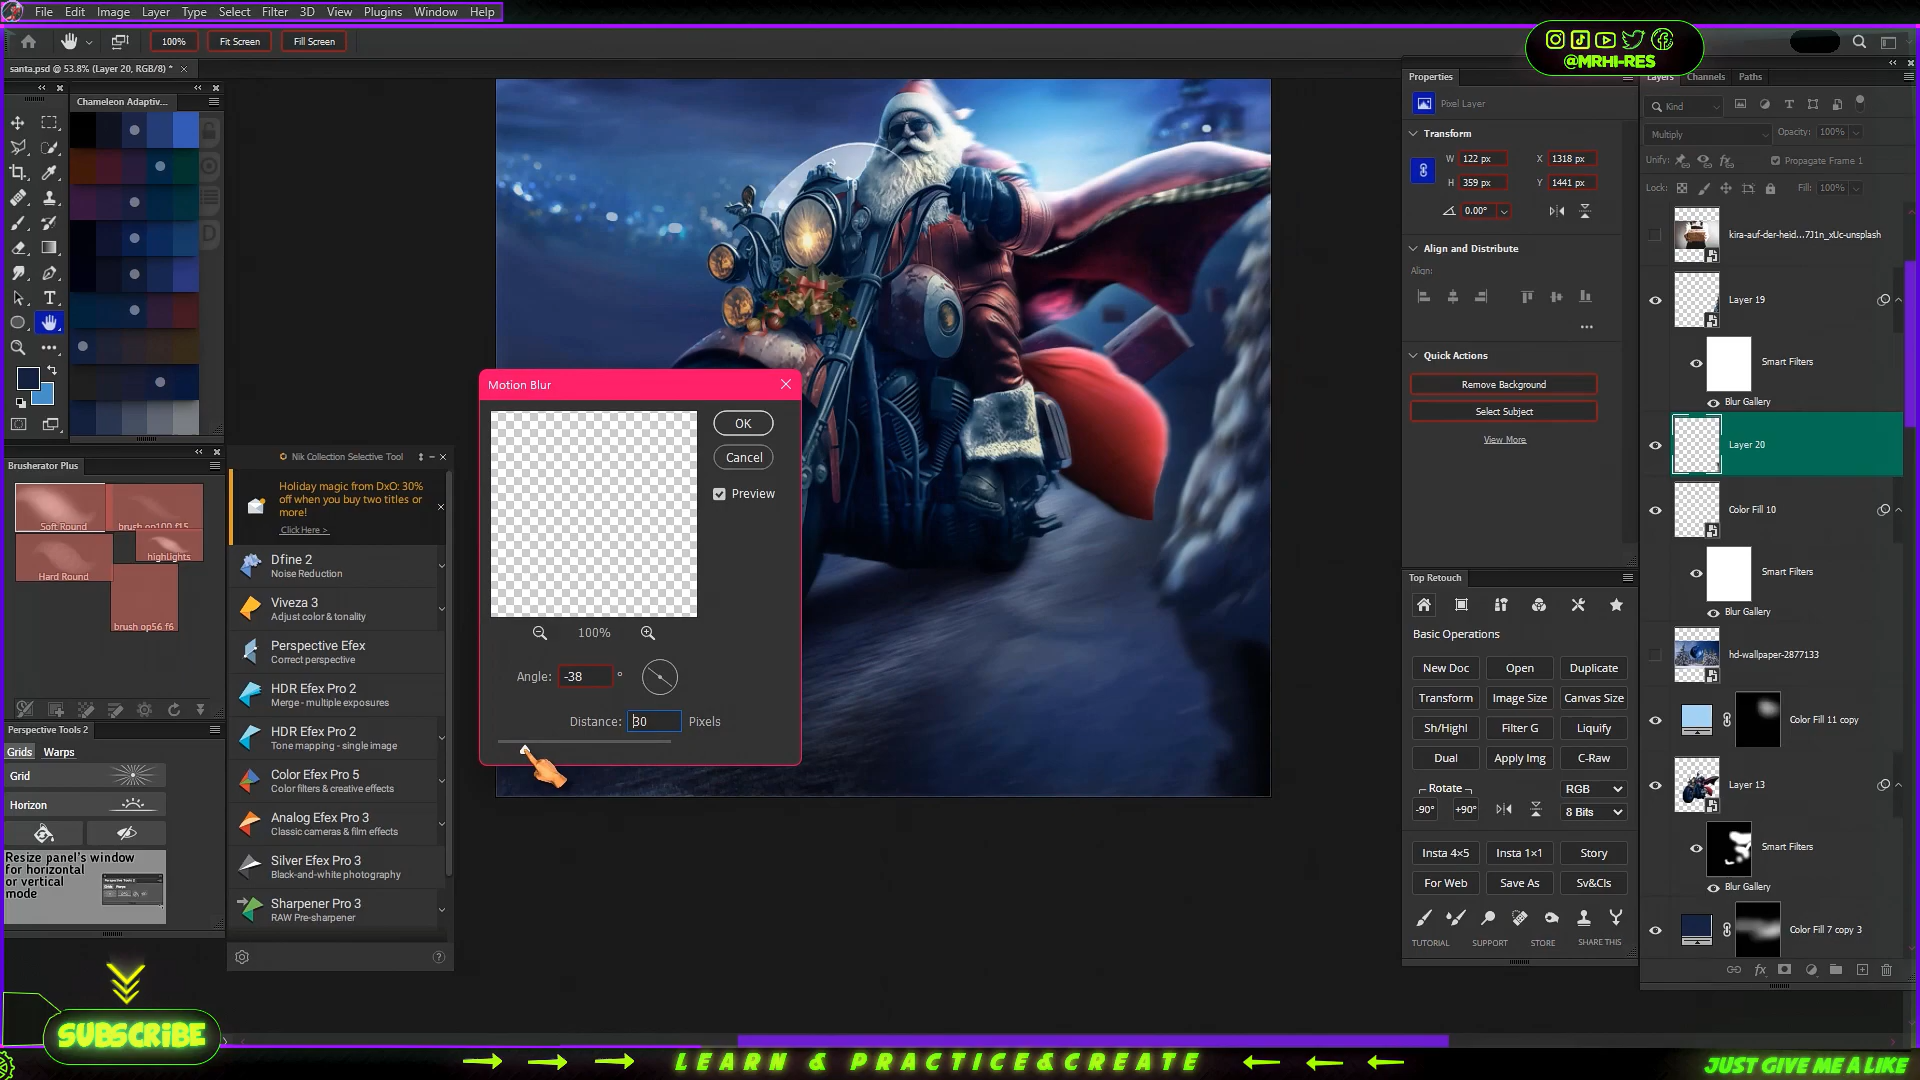 File Edit Image Layer Type Select Filter 3D View Plugins Window Help
100% Fit Screen Fill Screen
@MRHI-RES
santa.psd @ 53.8% (Layer 20, RGB/8) *
Chameleon Adaptiv...
Brusherator Plus
Soft Round
brush op100 f15
highlights
Hard Round
brush op56 f6
Perspective Tools 2
Grids Warps
Grid
Horizon
Resize panel's window
for horizontal
or vertical
mode
SUBSCRIBE
Nik Collection Selective Tool
Holiday magic from DxO: 30%
off when you buy two titles or
more!
Click Here >
Dfine 2
Noise Reduction
Viveza 3
Adjust color & tonality
Perspective Efex
Correct perspective
HDR Efex Pro 2
Merge - multiple exposures
HDR Efex Pro 2
Tone mapping - single image
Color Efex Pro 5
Color filters & creative effects
Analog Efex Pro 3
Classic cameras & film effects
Silver Efex Pro 3
Black-and-white photography
Sharpener Pro 3
RAW Pre-sharpener
Motion Blur
OK
Cancel
Preview
100%
Angle: -38 °
Distance: 30 Pixels
Properties
Pixel Layer
Transform
W 122 px X 1318 px
H 359 px Y 1441 px
0.00°
Align and Distribute
Align:
Quick Actions
Remove Background
Select Subject
View More
Top Retouch
Basic Operations
New Doc Open Duplicate
Transform Image Size Canvas Size
Sh/Highl Filter G Liquify
Dual Apply Img C-Raw
Rotate RGB
-90° +90° 8 Bits
Insta 4×5 Insta 1×1 Story
For Web Save As Sv&Cls
TUTORIAL SUPPORT STORE SHARE THIS
Layers Channels Paths
Kind
Multiply Opacity: 100%
Unify: Propagate Frame 1
Lock: Fill: 100%
kira-auf-der-heid...7J1n_xUc-unsplash
Layer 19
Smart Filters
Blur Gallery
Layer 20
Color Fill 10
Smart Filters
Blur Gallery
hd-wallpaper-2877133
Color Fill 11 copy
Layer 13
Smart Filters
Blur Gallery
Color Fill 7 copy 3
LEARN & PRACTICE&CREATE
JUST GIVE ME A LIKE